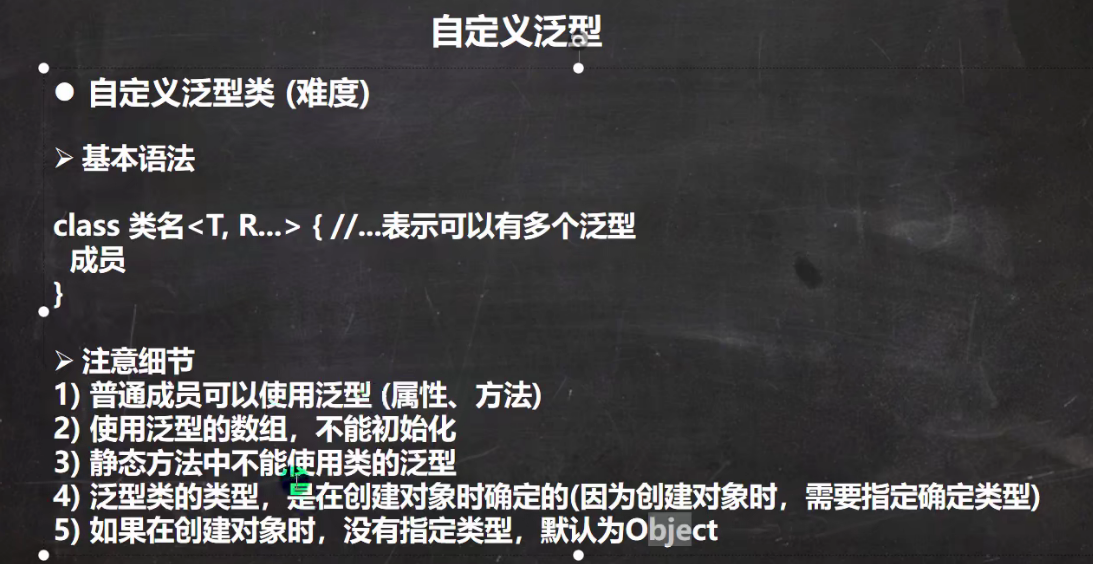 自定义泛型
● 自定义泛型类 (难度)
➢ 基本语法
class 类名<T, R...> { //...表示可以有多个泛型
成员
}
➢ 注意细节
1) 普通成员可以使用泛型 (属性、方法)
2) 使用泛型的数组，不能初始化
3) 静态方法中不能使用类的泛型
4) 泛型类的类型，是在创建对象时确定的(因为创建对象时，需要指定确定类型)
5) 如果在创建对象时，没有指定类型，默认为Object